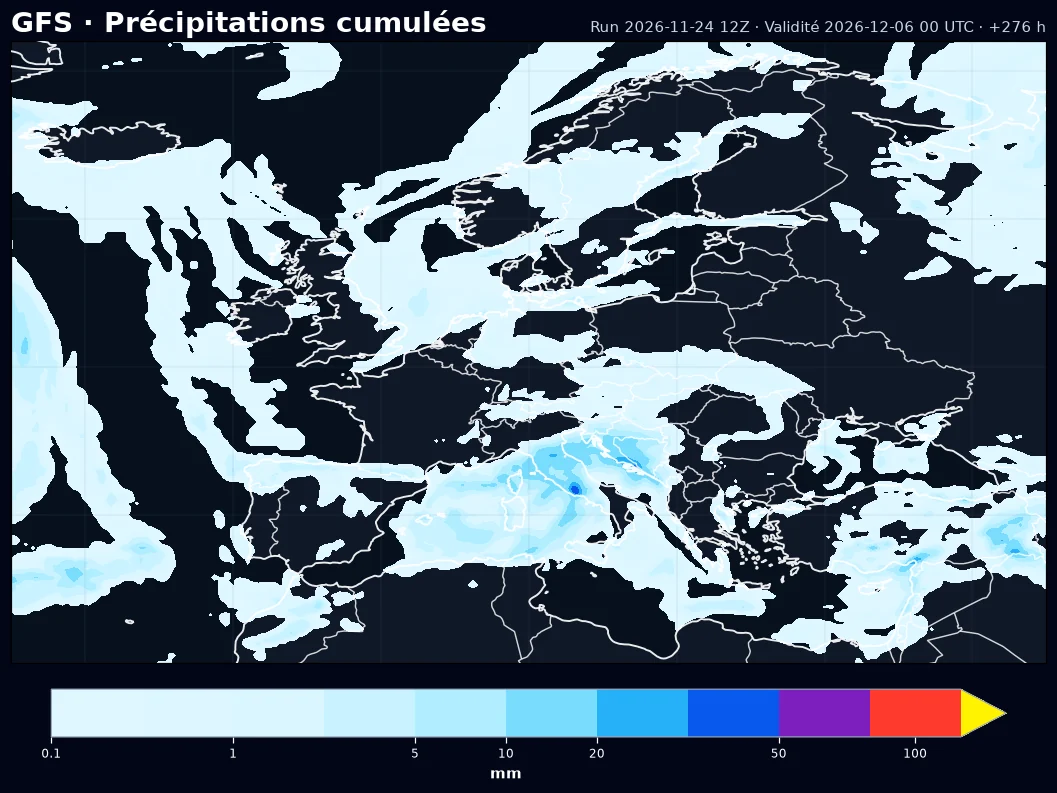 GFS · Précipitations cumulées
Run 2026-11-24 12Z · Validité 2026-12-06 00 UTC · +276 h
0.1 1 5 10 20 50 100
mm